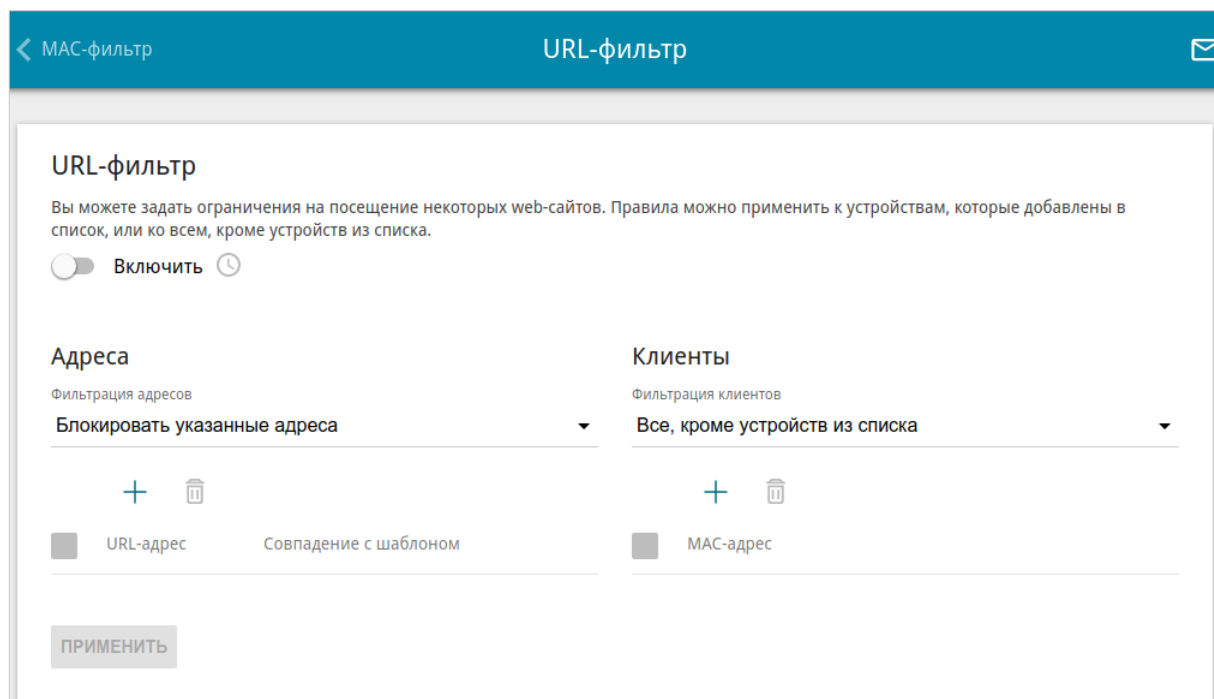 МАС-фильтр
URL-фильтр
URL-фильтр
Вы можете задать ограничения на посещение некоторых web-сайтов. Правила можно применить к устройствам, которые добавлены в
список, или ко всем, кроме устройств из списка.
Включить
Адреса
Фильтрация адресов
Блокировать указанные адреса
URL-адрес Совпадение с шаблоном
Клиенты
Фильтрация клиентов
Все, кроме устройств из списка
MAC-адрес
ПРИМЕНИТЬ